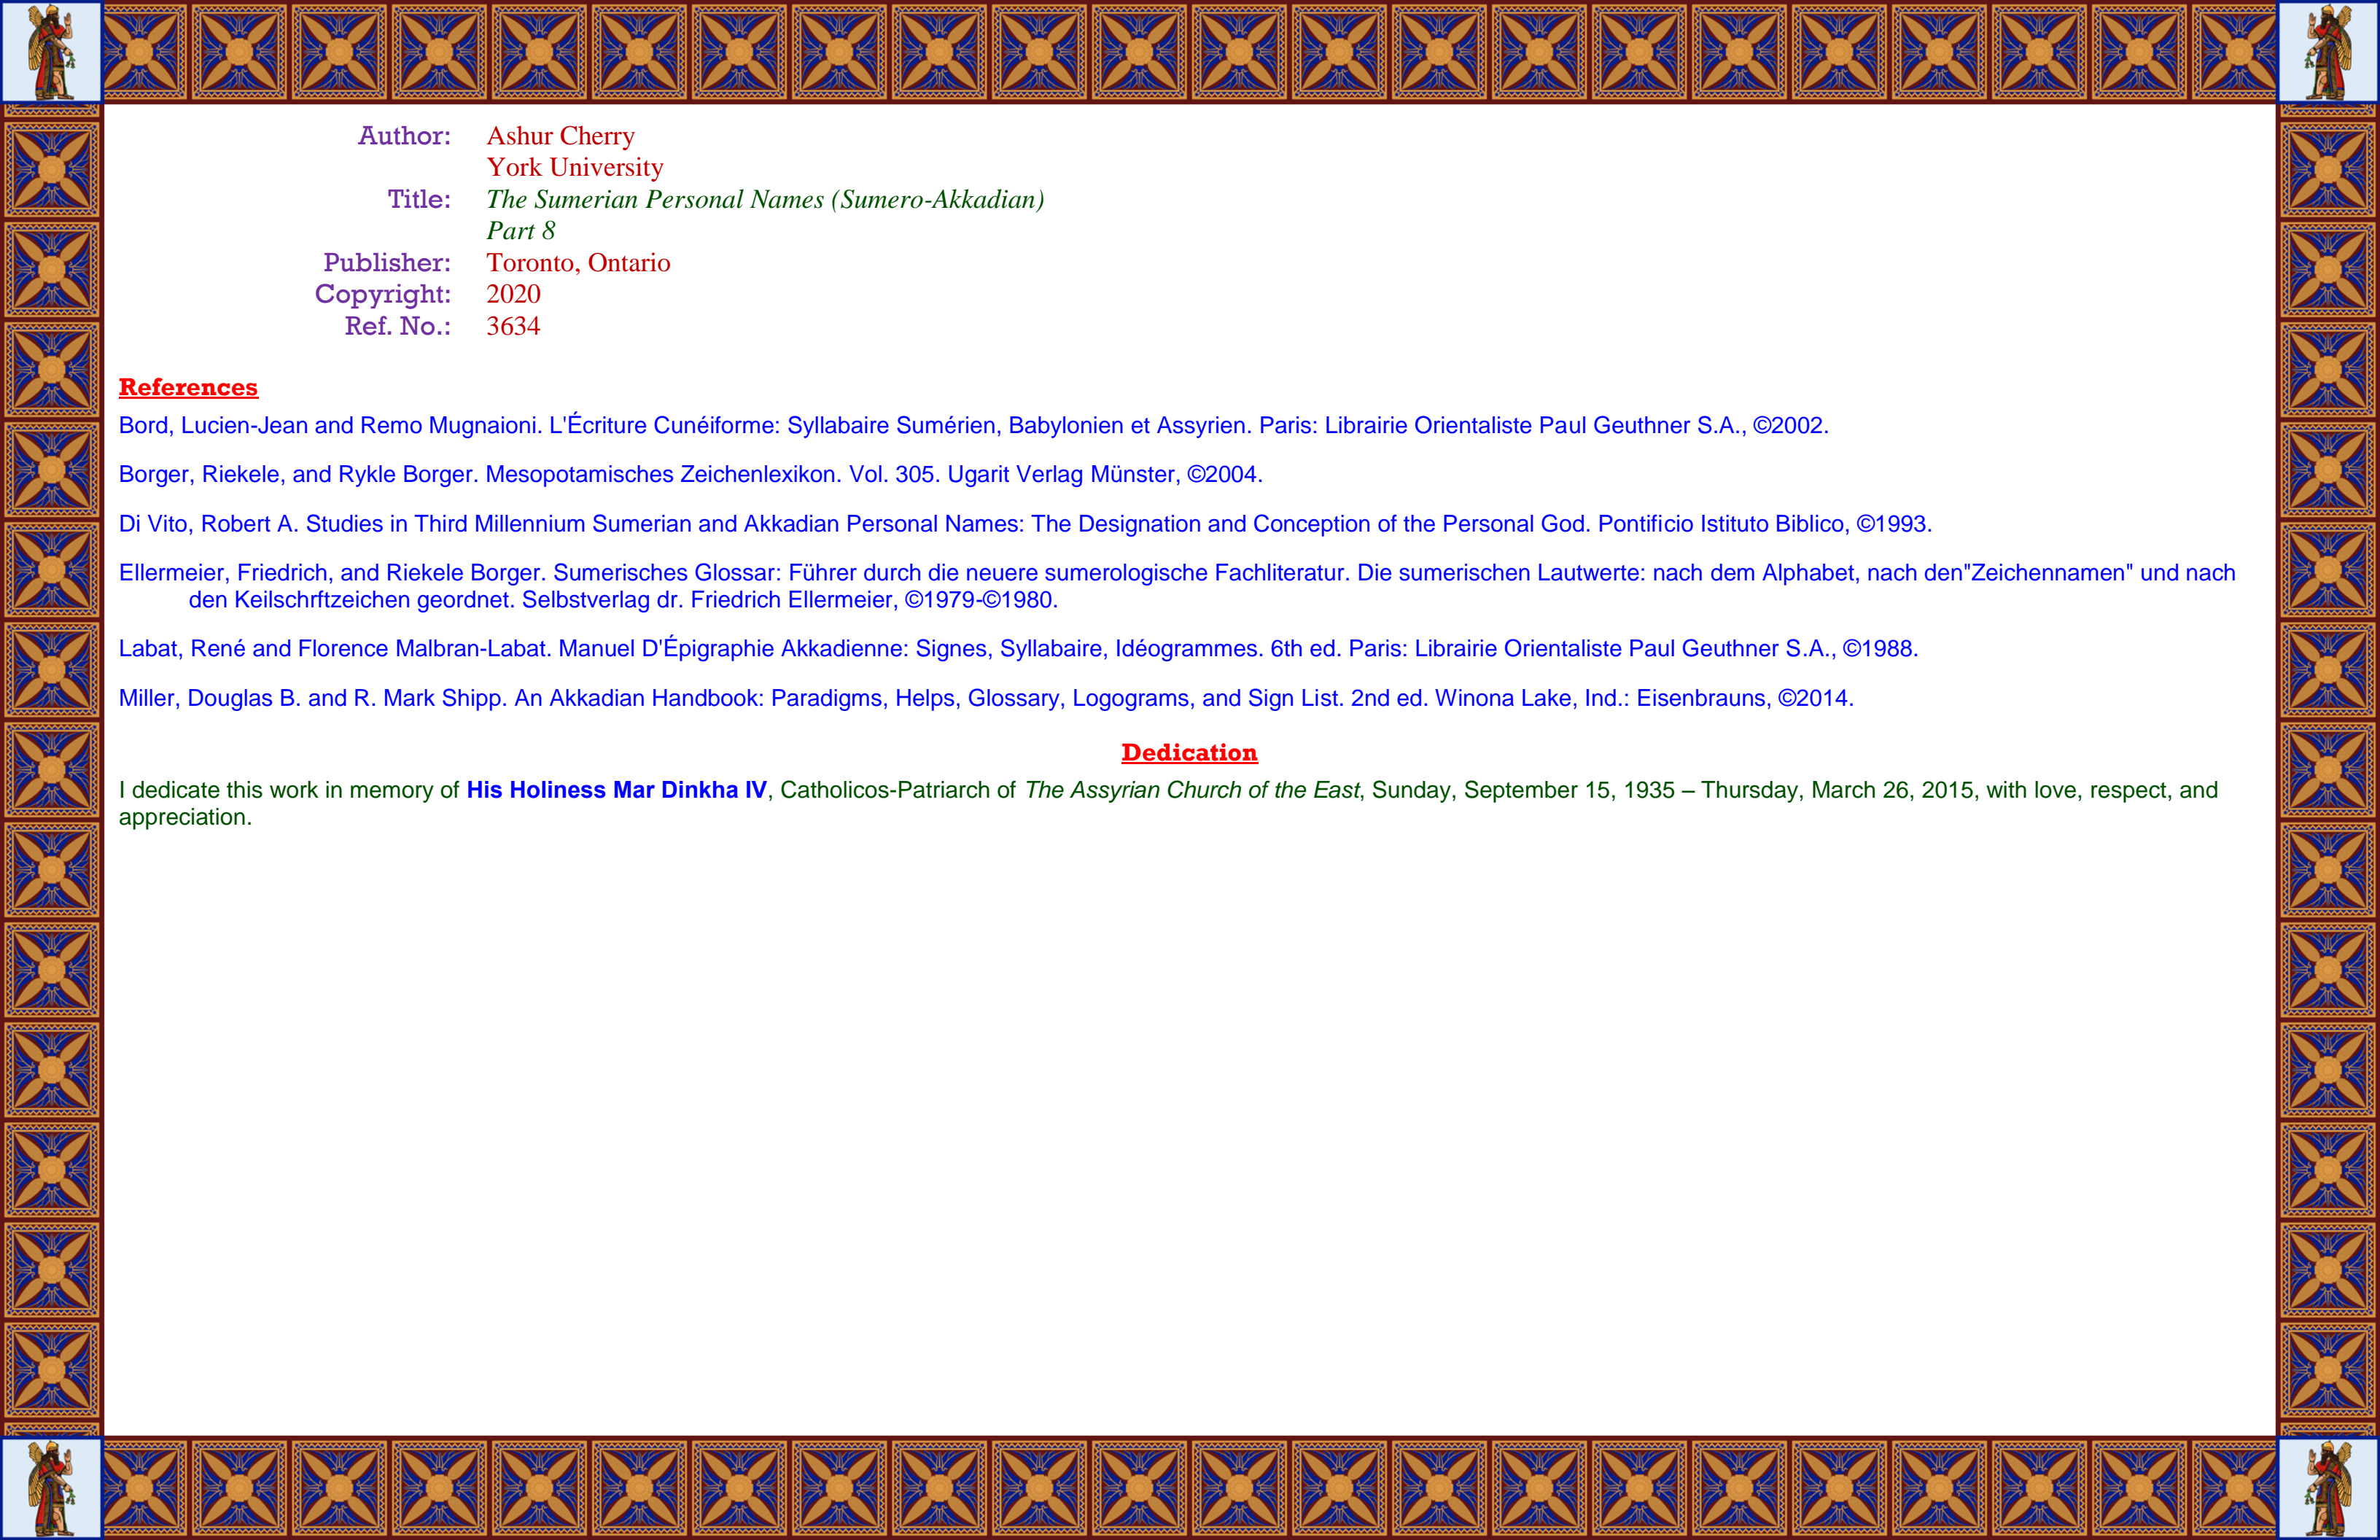 Author: Ashur Cherry
York University
Title: The Sumerian Personal Names (Sumero-Akkadian)
Part 8
Publisher: Toronto, Ontario
Copyright: 2020
Ref. No.: 3634
References
Bord, Lucien-Jean and Remo Mugnaioni. L'Écriture Cunéiforme: Syllabaire Sumérien, Babylonien et Assyrien. Paris: Librairie Orientaliste Paul Geuthner S.A., ©2002.
Borger, Riekele, and Rykle Borger. Mesopotamisches Zeichenlexikon. Vol. 305. Ugarit Verlag Münster, ©2004.
Di Vito, Robert A. Studies in Third Millennium Sumerian and Akkadian Personal Names: The Designation and Conception of the Personal God. Pontificio Istituto Biblico, ©1993.
Ellermeier, Friedrich, and Riekele Borger. Sumerisches Glossar: Führer durch die neuere sumerologische Fachliteratur. Die sumerischen Lautwerte: nach dem Alphabet, nach den"Zeichennamen" und nach
den Keilschrftzeichen geordnet. Selbstverlag dr. Friedrich Ellermeier, ©1979-©1980.
Labat, René and Florence Malbran-Labat. Manuel D'Épigraphie Akkadienne: Signes, Syllabaire, Idéogrammes. 6th ed. Paris: Librairie Orientaliste Paul Geuthner S.A., ©1988.
Miller, Douglas B. and R. Mark Shipp. An Akkadian Handbook: Paradigms, Helps, Glossary, Logograms, and Sign List. 2nd ed. Winona Lake, Ind.: Eisenbrauns, ©2014.
Dedication
I dedicate this work in memory of His Holiness Mar Dinkha IV, Catholicos-Patriarch of The Assyrian Church of the East, Sunday, September 15, 1935 – Thursday, March 26, 2015, with love, respect, and
appreciation.